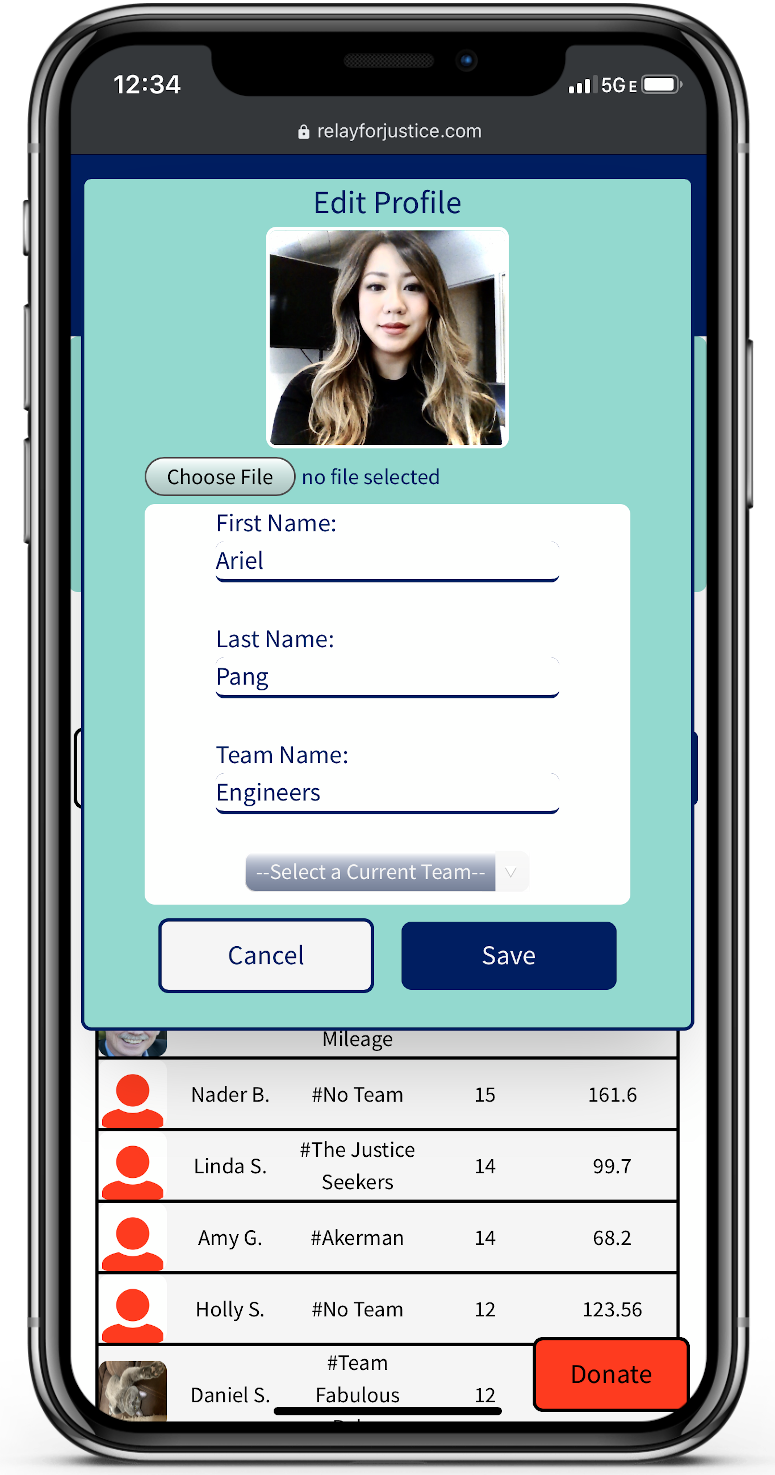 12:34
5GE
relayforjustice.com
Edit Profile
Choose File no file selected
First Name:
Ariel
Last Name:
Pang
Team Name:
Engineers
--Select a Current Team--
Cancel Save
Mileage
Nader B. #No Team 15 161.6
Linda S. #The Justice Seekers 14 99.7
Amy G. #Akerman 14 68.2
Holly S. #No Team 12 123.56
Daniel S. #Team Fabulous 12
Donate